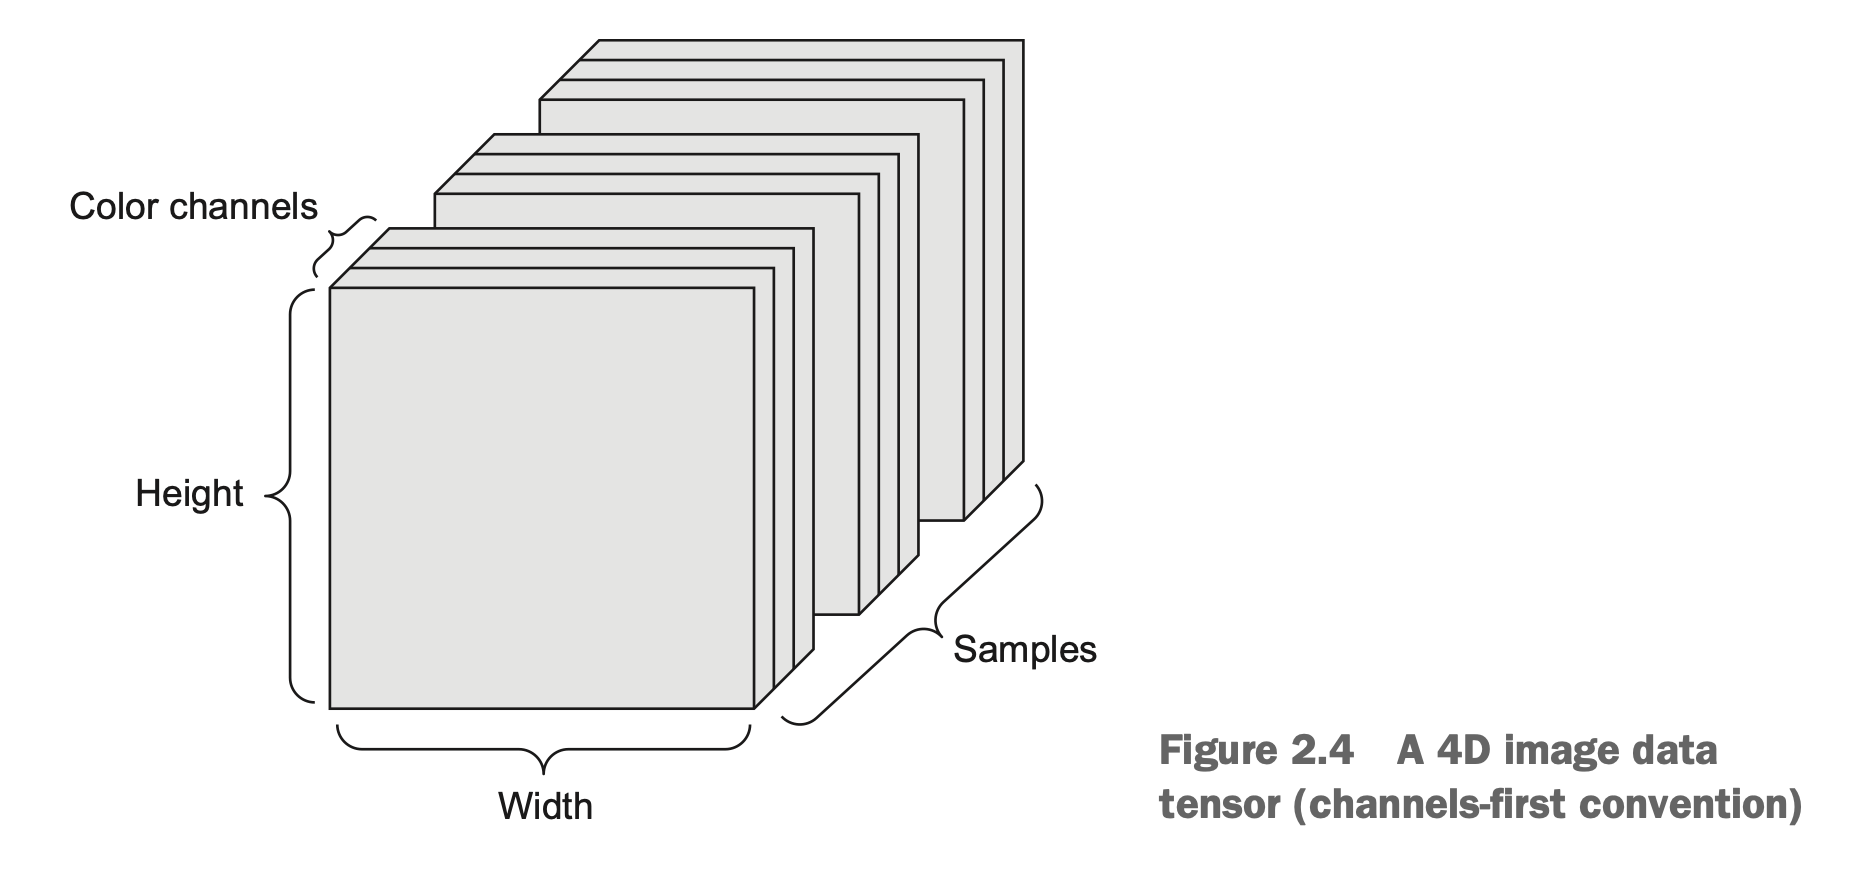 Color channels
Height
Samples
Width
Figure 2.4 A 4D image data
tensor (channels-first convention)